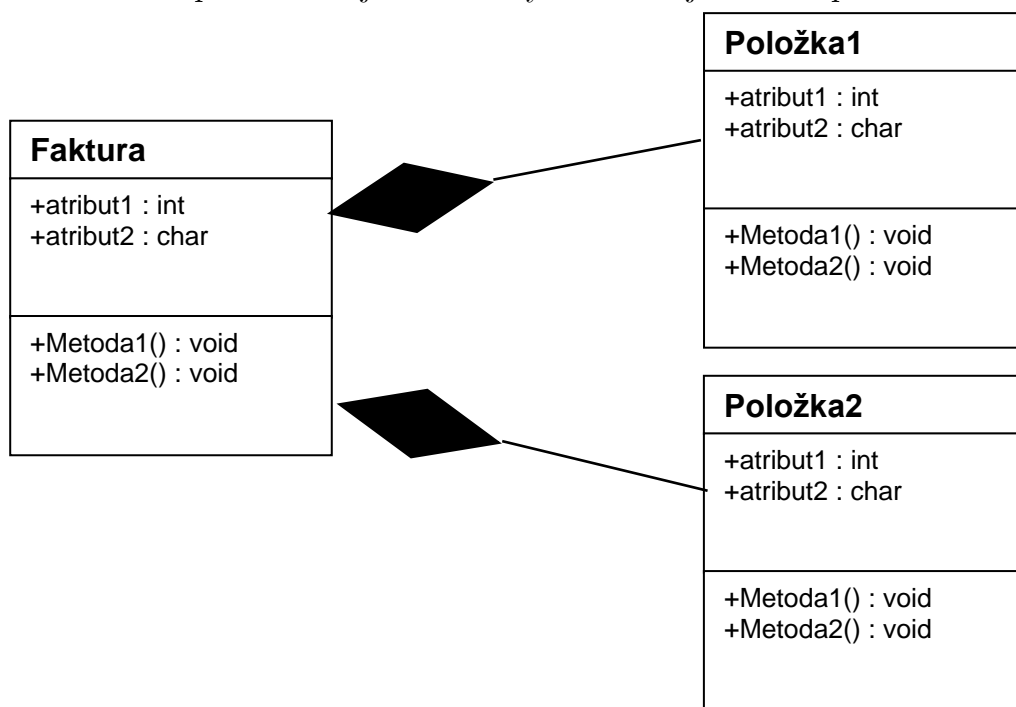 Faktura
+atribut1 : int
+atribut2 : char
+Metoda1() : void
+Metoda2() : void
Položka1
+atribut1 : int
+atribut2 : char
+Metoda1() : void
+Metoda2() : void
Položka2
+atribut1 : int
+atribut2 : char
+Metoda1() : void
+Metoda2() : void